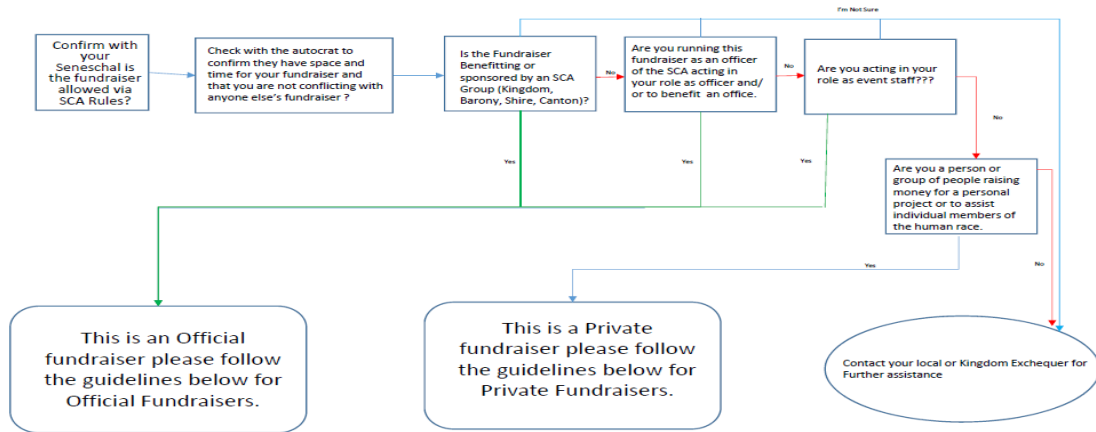 I'm Not Sure
Confirm with
your
Seneschal is
the fundraiser
allowed via
SCA Rules?
Check with the autocrat to
confirm they have space and
time for your fundraiser and
that you are not conflicting with
anyone else's fundraiser ?
Is the Fundraiser
Benefitting or
sponsored by an SCA
Group (Kingdom,
Barony, Shire, Canton)?
No
Are you running this
fundraiser as an officer
of the SCA acting in
your role as officer and/
or to benefit an office.
No
Are you acting in your
role as event staff???
No
Yes
Yes
Yes
Are you a person or
group of people raising
money for a personal
project or to assist
individual members of
the human race.
Yes
No
This is an Official
fundraiser please follow
the guidelines below for
Official Fundraisers.
This is a Private
fundraiser please follow
the guidelines below for
Private Fundraisers.
Contact your local or Kingdom Exchequer for
Further assistance